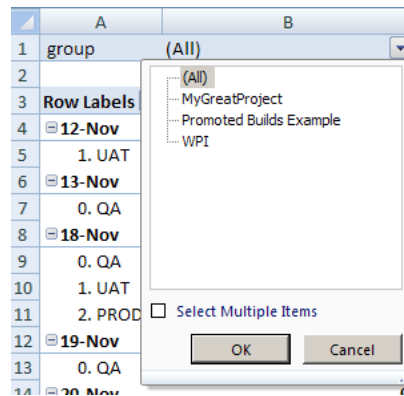 A B
1 group (All)
2 (All)
3 Row Labels MyGreatProject
4 12-Nov Promoted Builds Example
5 1. UAT WPI
6 13-Nov
7 0. QA
8 18-Nov
9 0. QA
10 1. UAT
11 2. PROD Select Multiple Items
12 19-Nov OK Cancel
13 0. QA
14 20-Nov